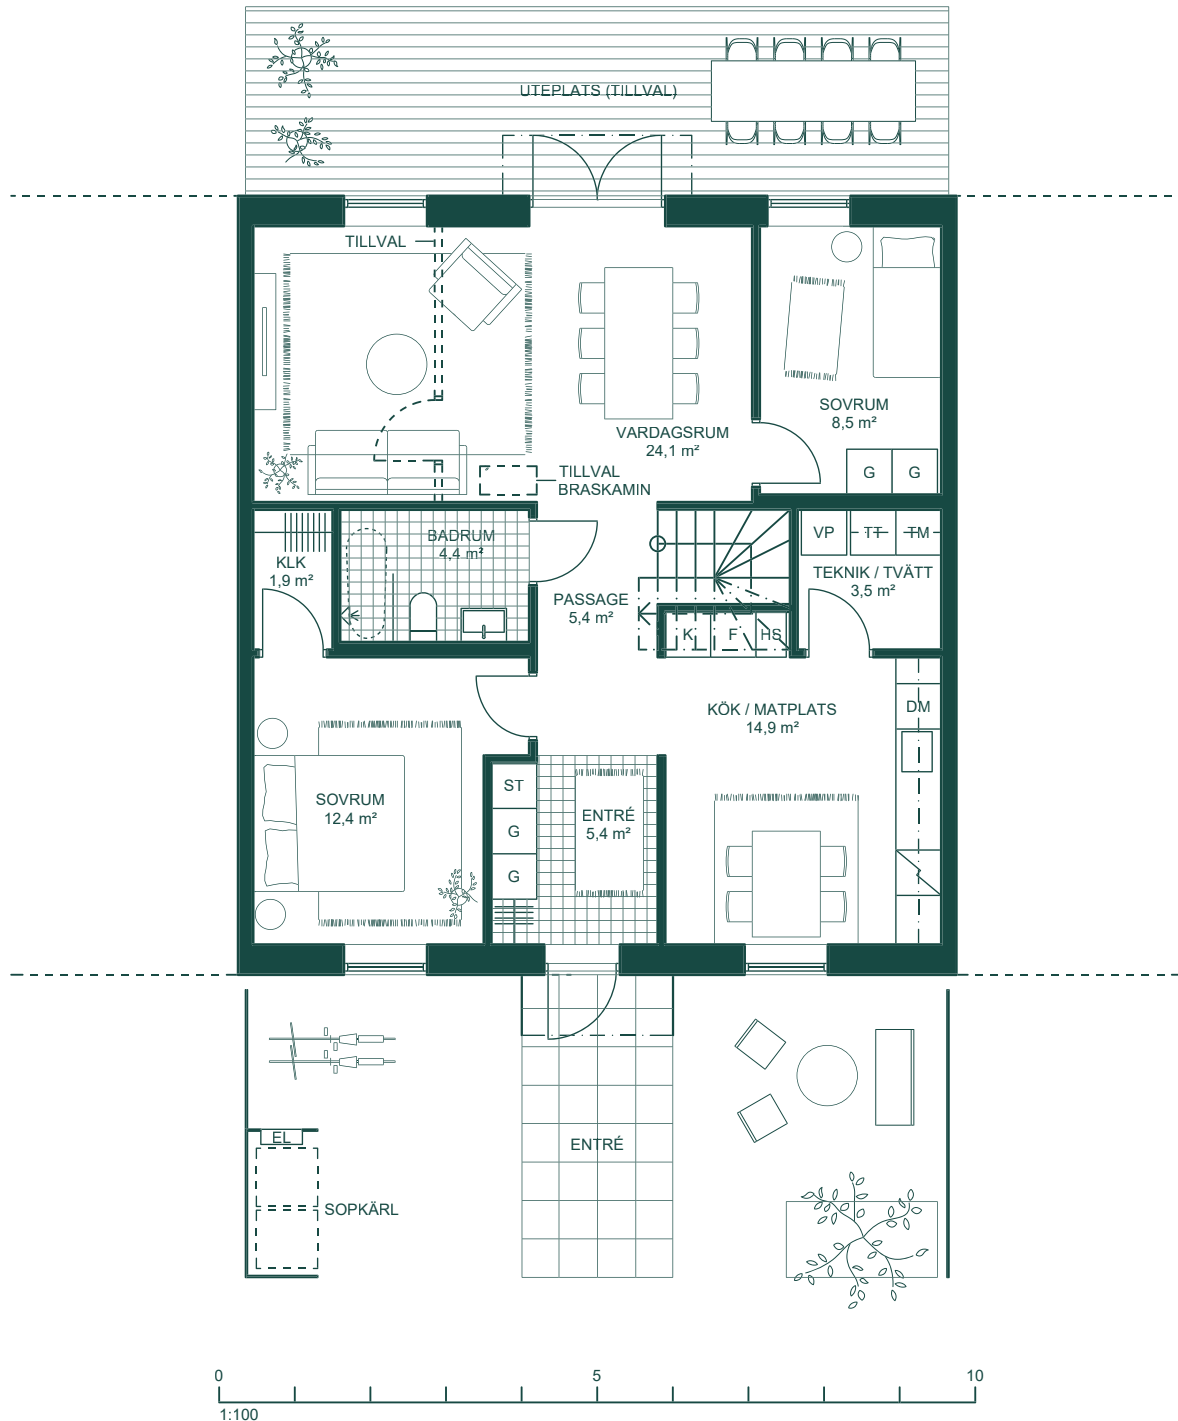 UTEPLATS (TILLVAL)
TILLVAL
SOVRUM
8,5 m²
VARDAGSRUM
24,1 m²
G G
TILLVAL
BRASKAMIN
BADRUM
4,4 m²
VP TT TM
KLK
1,9 m²
TEKNIK / TVÄTT
3,5 m²
PASSAGE
5,4 m²
K F HS
KÖK / MATPLATS
14,9 m²
DM
SOVRUM
12,4 m²
ST
G
G
ENTRÉ
5,4 m²
EL
ENTRÉ
SOPKÄRL
0 5 10
1:100